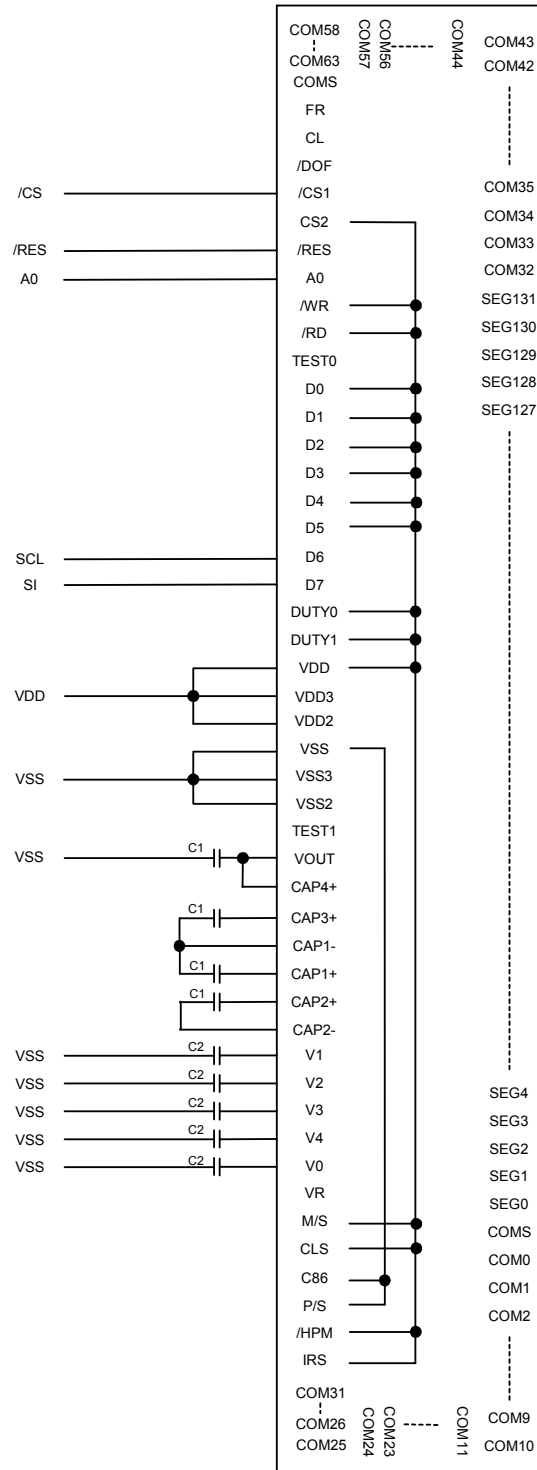 COM58
COM63
COMS
COM57
COM56
COM44
COM43
COM42
FR
CL
/DOF
/CS /CS1 COM35
CS2 COM34
/RES /RES COM33
A0 A0 COM32
/WR SEG131
/RD SEG130
TEST0 SEG129
D0 SEG128
D1 SEG127
D2
D3
D4
D5
SCL D6
SI D7
DUTY0
DUTY1
VDD
VDD VDD3
VDD2
VSS
VSS VSS3
VSS2
TEST1
VSS C1 VOUT
CAP4+
C1 CAP3+
CAP1-
C1 CAP1+
C1 CAP2+
CAP2-
VSS C2 V1
VSS C2 V2
VSS C2 V3
VSS C2 V4
VSS C2 V0
VR
M/S
CLS
C86
P/S
/HPM
IRS
SEG4
SEG3
SEG2
SEG1
SEG0
COMS
COM0
COM1
COM2
COM31
COM26
COM25
COM24
COM23
COM11
COM9
COM10